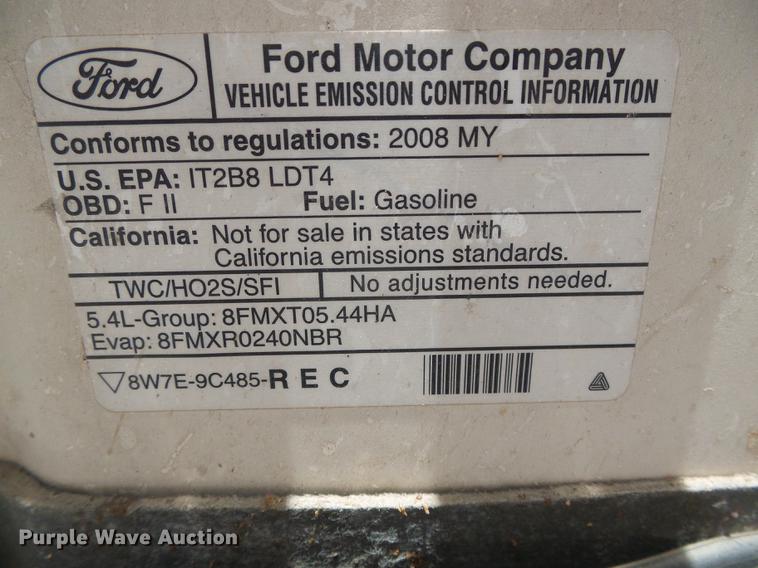 Ford
Ford Motor Company
VEHICLE EMISSION CONTROL INFORMATION
Conforms to regulations: 2008 MY
U.S. EPA: IT2B8 LDT4
OBD: F II Fuel: Gasoline
California: Not for sale in states with
California emissions standards.
TWC/HO2S/SFI No adjustments needed.
5.4L-Group: 8FMXT05.44HA
Evap: 8FMXR0240NBR
8W7E-9C485-R E C
Purple Wave Auction